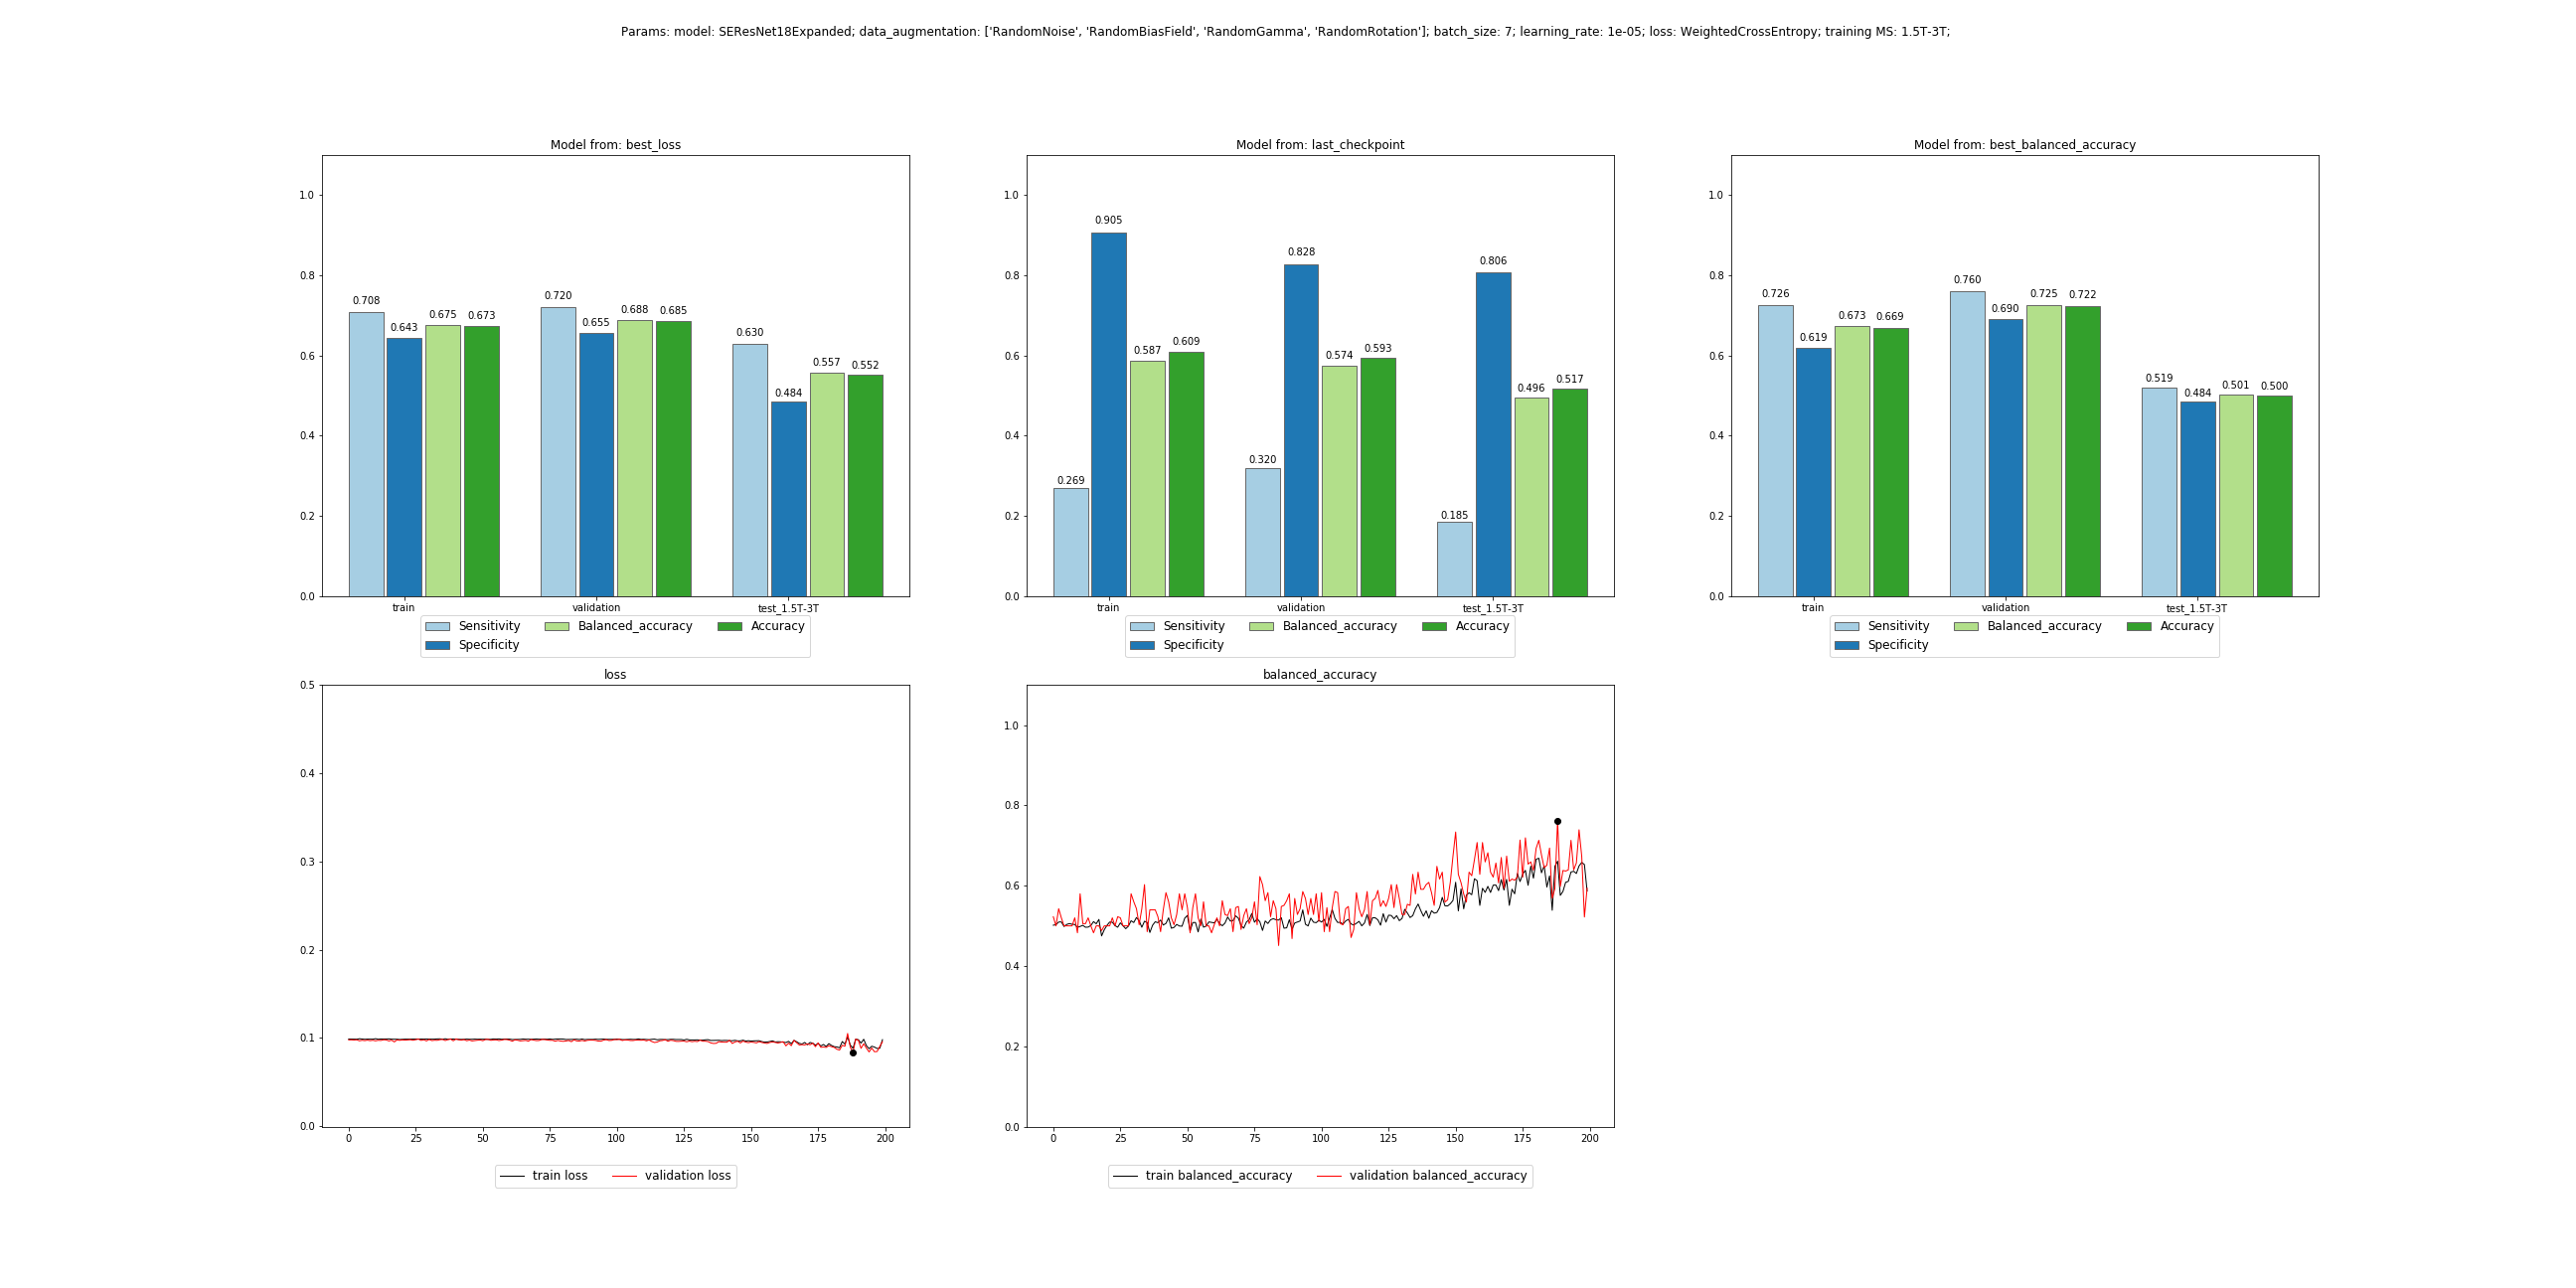 Params: model: SEResNet18Expanded; data_augmentation: ['RandomNoise', 'RandomBiasField', 'RandomGamma', 'RandomRotation']; batch_size: 7; learning_rate: 1e-05; loss: WeightedCrossEntropy; training MS: 1.5T-3T;
Model from: best_loss
1.0
0.8
0.6
0.4
0.2
0.0
0.708
0.643
0.675
0.673
0.720
0.655
0.688
0.685
0.630
0.484
0.557
0.552
train
validation
test_1.5T-3T
Sensitivity
Balanced_accuracy
Accuracy
Specificity
Model from: last_checkpoint
1.0
0.8
0.6
0.4
0.2
0.0
0.269
0.905
0.587
0.609
0.320
0.828
0.574
0.593
0.185
0.806
0.496
0.517
train
validation
test_1.5T-3T
Sensitivity
Balanced_accuracy
Accuracy
Specificity
Model from: best_balanced_accuracy
1.0
0.8
0.6
0.4
0.2
0.0
0.726
0.619
0.673
0.669
0.760
0.690
0.725
0.722
0.519
0.484
0.501
0.500
train
validation
test_1.5T-3T
Sensitivity
Balanced_accuracy
Accuracy
Specificity
loss
0.5
0.4
0.3
0.2
0.1
0.0
0 25 50 75 100 125 150 175 200
train loss
validation loss
balanced_accuracy
1.0
0.8
0.6
0.4
0.2
0.0
0 25 50 75 100 125 150 175 200
train balanced_accuracy
validation balanced_accuracy